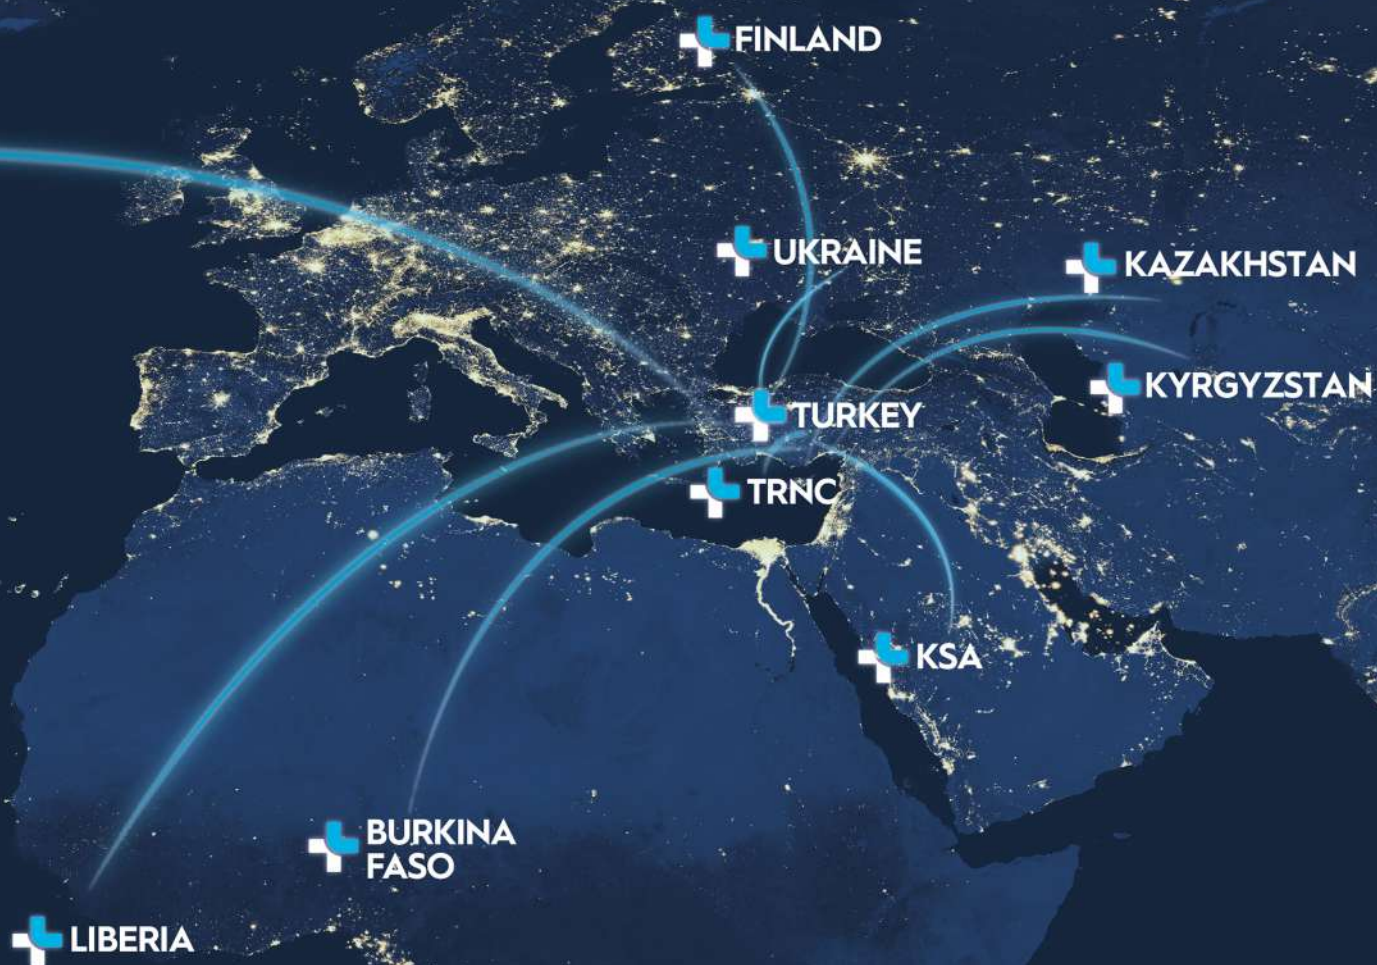 FINLAND
UKRAINE
KAZAKHSTAN
KYRGYZSTAN
TURKEY
TRNC
KSA
BURKINA
FASO
LIBERIA